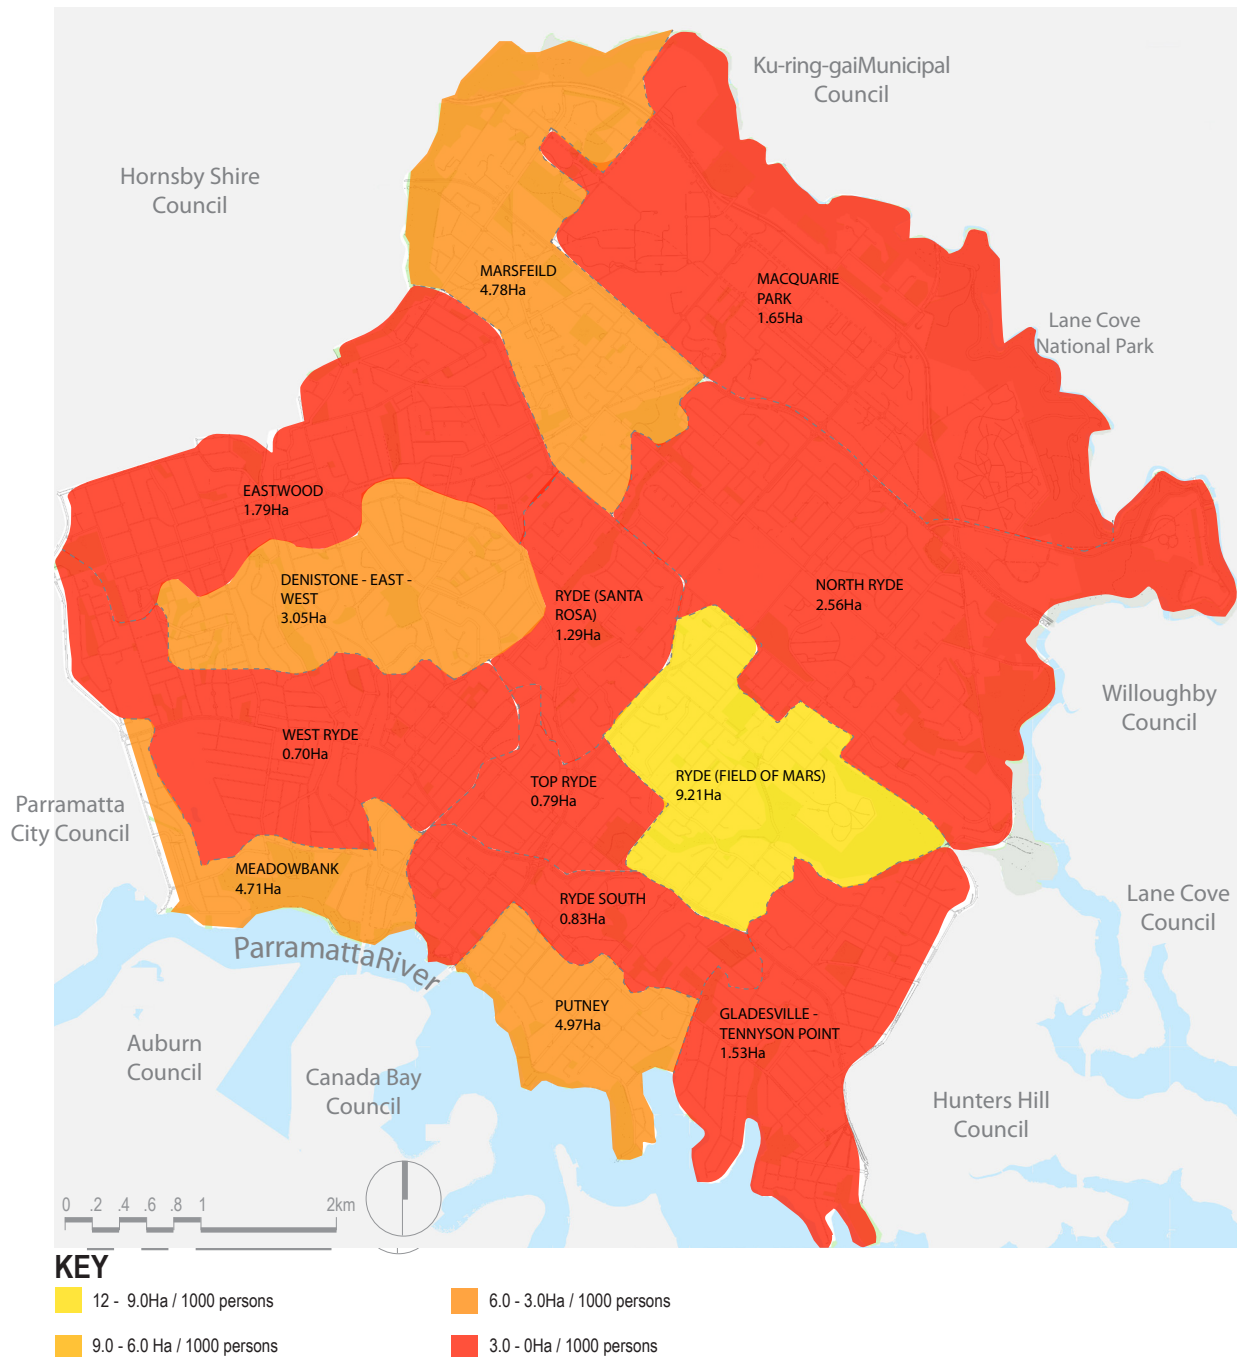 Ku-ring-gaiMunicipal
Council
Hornsby Shire
Council
MARSFEILD
4.78Ha
MACQUARIE
PARK
1.65Ha
Lane Cove
National Park
EASTWOOD
1.79Ha
DENISTONE - EAST -
WEST
3.05Ha
RYDE (SANTA
ROSA)
1.29Ha
NORTH RYDE
2.56Ha
Willoughby
Council
WEST RYDE
0.70Ha
TOP RYDE
0.79Ha
RYDE (FIELD OF MARS)
9.21Ha
Parramatta
City Council
MEADOWBANK
4.71Ha
RYDE SOUTH
0.83Ha
Lane Cove
Council
ParramattaRiver
PUTNEY
4.97Ha
GLADESVILLE -
TENNYSON POINT
1.53Ha
Auburn
Council
Canada Bay
Council
Hunters Hill
Council
0 .2 .4 .6 .8 1 2km
KEY
12 - 9.0Ha / 1000 persons
6.0 - 3.0Ha / 1000 persons
9.0 - 6.0 Ha / 1000 persons
3.0 - 0Ha / 1000 persons